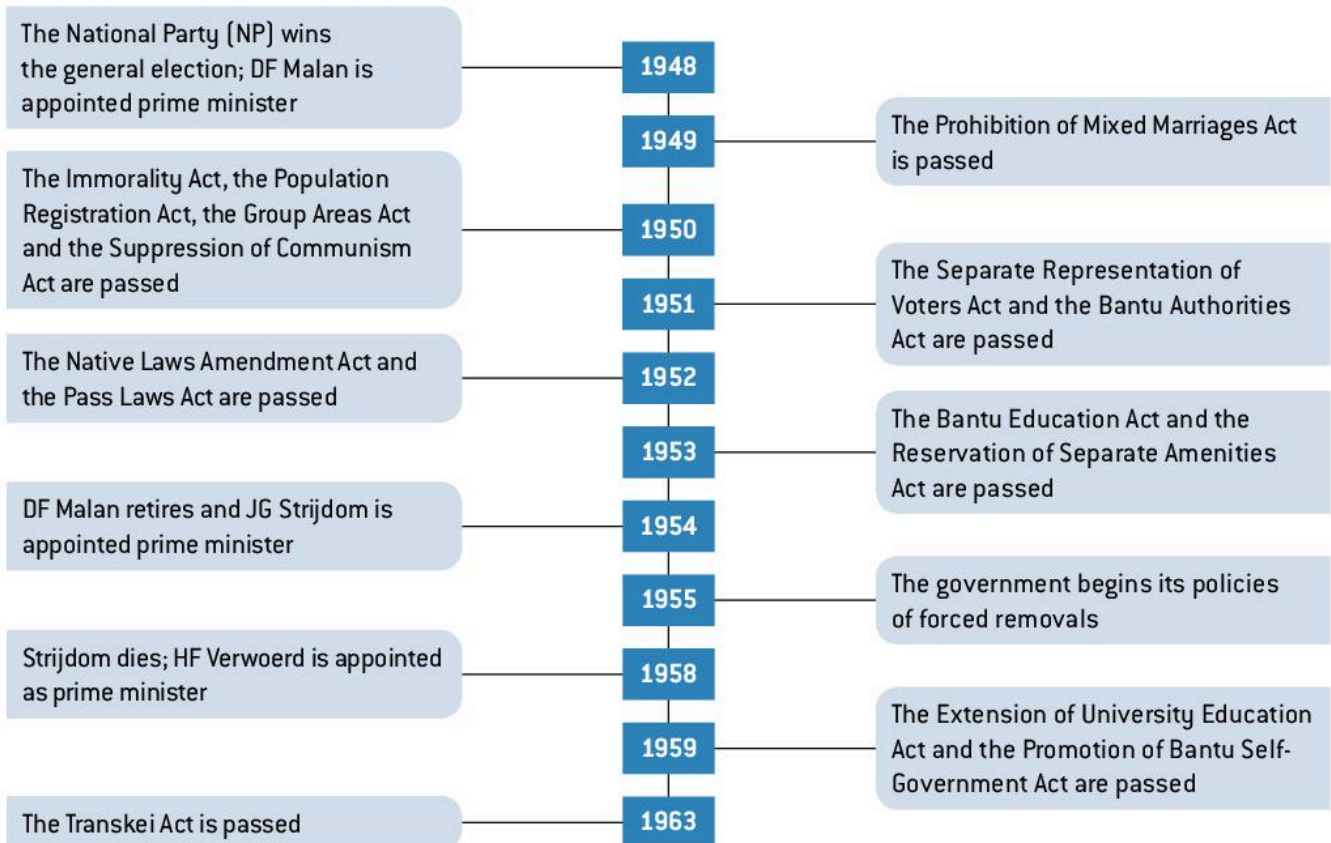 The National Party (NP) wins
the general election; DF Malan is
appointed prime minister
1948
1949
The Prohibition of Mixed Marriages Act
is passed
The Immorality Act, the Population
Registration Act, the Group Areas Act
and the Suppression of Communism
Act are passed
1950
1951
The Separate Representation of
Voters Act and the Bantu Authorities
Act are passed
The Native Laws Amendment Act and
the Pass Laws Act are passed
1952
1953
The Bantu Education Act and the
Reservation of Separate Amenities
Act are passed
DF Malan retires and JG Strijdom is
appointed prime minister
1954
1955
The government begins its policies
of forced removals
Strijdom dies; HF Verwoerd is appointed
as prime minister
1958
1959
The Extension of University Education
Act and the Promotion of Bantu Self-
Government Act are passed
The Transkei Act is passed
1963